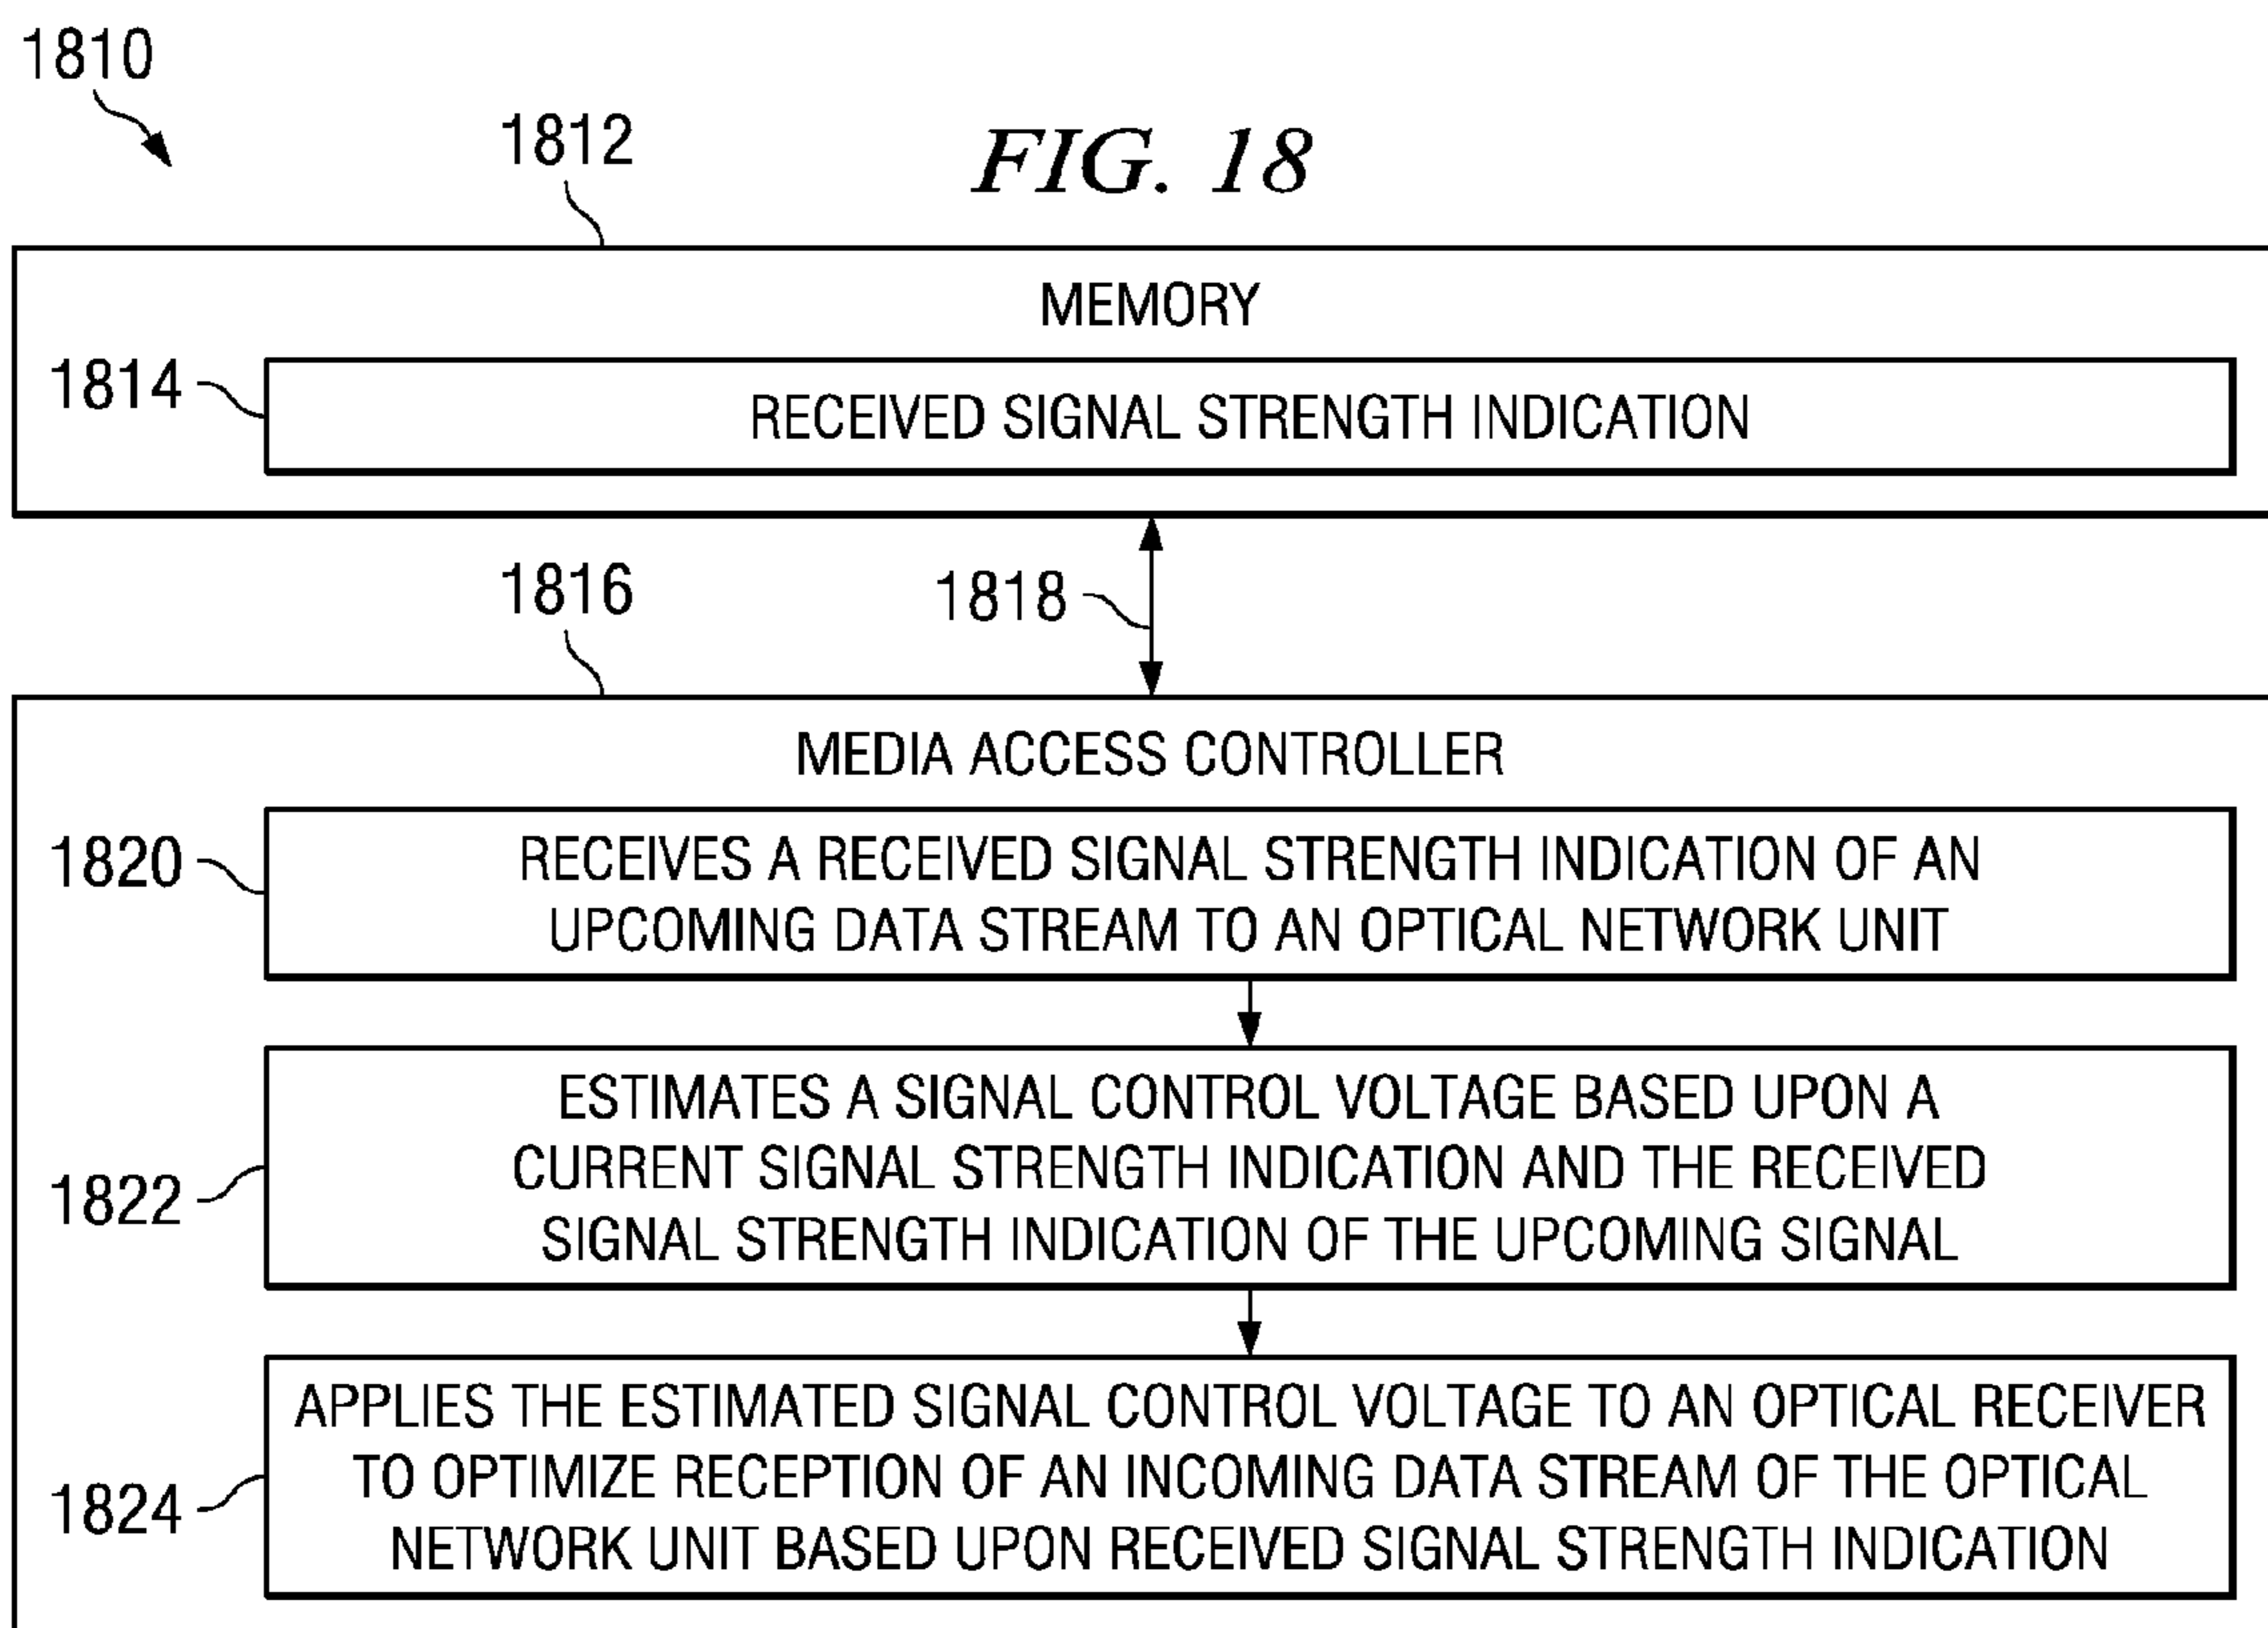 1810
1812
FIG. 18
MEMORY
1814
RECEIVED SIGNAL STRENGTH INDICATION
1816
1818
MEDIA ACCESS CONTROLLER
1820
RECEIVES A RECEIVED SIGNAL STRENGTH INDICATION OF AN
UPCOMING DATA STREAM TO AN OPTICAL NETWORK UNIT
1822
ESTIMATES A SIGNAL CONTROL VOLTAGE BASED UPON A
CURRENT SIGNAL STRENGTH INDICATION AND THE RECEIVED
SIGNAL STRENGTH INDICATION OF THE UPCOMING SIGNAL
1824
APPLIES THE ESTIMATED SIGNAL CONTROL VOLTAGE TO AN OPTICAL RECEIVER
TO OPTIMIZE RECEPTION OF AN INCOMING DATA STREAM OF THE OPTICAL
NETWORK UNIT BASED UPON RECEIVED SIGNAL STRENGTH INDICATION